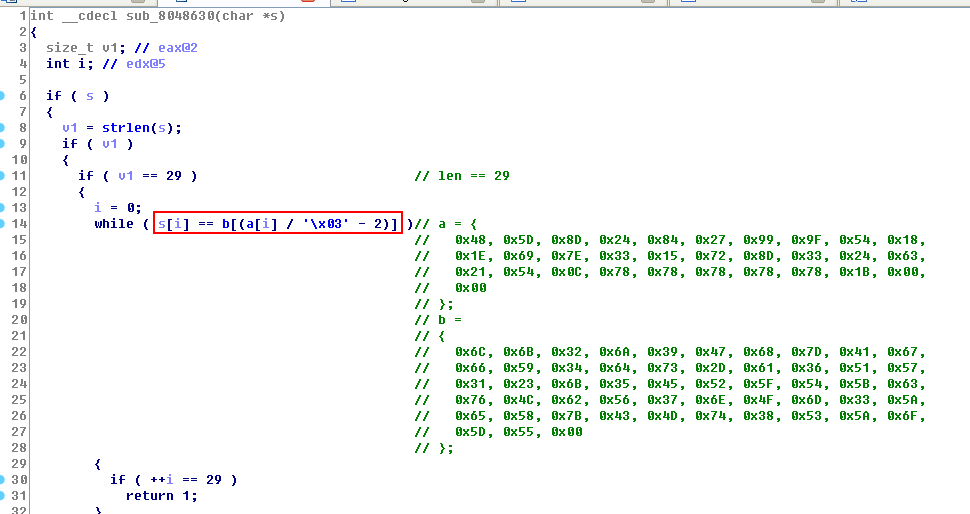 1 int __cdecl sub_8048630(char *s)
2 {
3 size_t v1; // eax@2
4 int i; // edx@5
5
6 if ( s )
7 {
8 v1 = strlen(s);
9 if ( v1 )
10 {
11 if ( v1 == 29 ) // len == 29
12 {
13 i = 0;
14 while ( s[i] == b[(a[i] / '\x03' - 2)] )// a = {
15 // 0x48, 0x5D, 0x8D, 0x24, 0x84, 0x27, 0x99, 0x9F, 0x54, 0x18,
16 // 0x1E, 0x69, 0x7E, 0x33, 0x15, 0x72, 0x8D, 0x33, 0x24, 0x63,
17 // 0x21, 0x54, 0x0C, 0x78, 0x78, 0x78, 0x78, 0x78, 0x1B, 0x00,
18 // 0x00
19 // };
20 // b =
21 // {
22 // 0x6C, 0x6B, 0x32, 0x6A, 0x39, 0x47, 0x68, 0x7D, 0x41, 0x67,
23 // 0x66, 0x59, 0x34, 0x64, 0x73, 0x2D, 0x61, 0x36, 0x51, 0x57,
24 // 0x31, 0x23, 0x6B, 0x35, 0x45, 0x52, 0x5F, 0x54, 0x5B, 0x63,
25 // 0x76, 0x4C, 0x62, 0x56, 0x37, 0x6E, 0x4F, 0x6D, 0x33, 0x5A,
26 // 0x65, 0x58, 0x7B, 0x43, 0x4D, 0x74, 0x38, 0x53, 0x5A, 0x6F,
27 // 0x5D, 0x55, 0x00
28 // };
29 {
30 if ( ++i == 29 )
31 return 1;
32 }